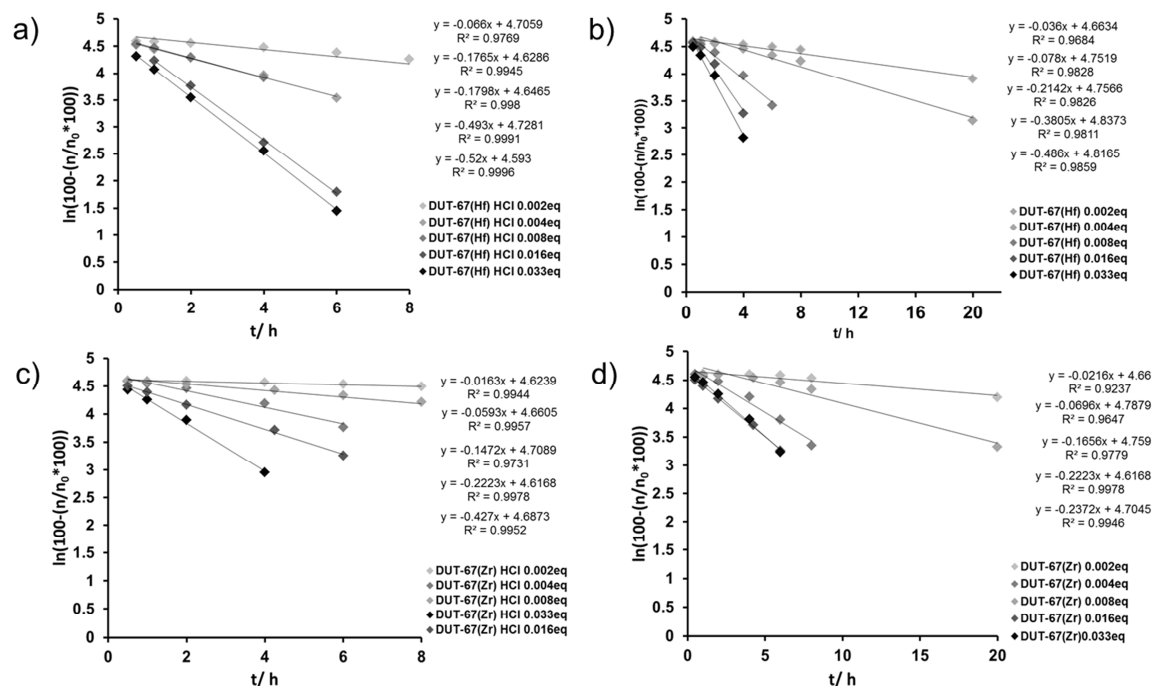 a)
ln(100-(n/n₀*100))
5
4.5
4
3.5
3
2.5
2
1.5
1
0.5
0
0
2
4
6
8
t/ h
y = -0.066x + 4.7059
R² = 0.9769
y = -0.1765x + 4.6286
R² = 0.9945
y = -0.1798x + 4.6465
R² = 0.998
y = -0.493x + 4.7281
R² = 0.9991
y = -0.52x + 4.593
R² = 0.9996
DUT-67(Hf) HCl 0.002eq
DUT-67(Hf) HCl 0.004eq
DUT-67(Hf) HCl 0.008eq
DUT-67(Hf) HCl 0.016eq
DUT-67(Hf) HCl 0.033eq
b)
ln(100-(n/n₀*100))
5
4.5
4
3.5
3
2.5
2
1.5
1
0.5
0
0
4
8
12
16
20
t/ h
y = -0.036x + 4.6634
R² = 0.9684
y = -0.078x + 4.7519
R² = 0.9828
y = -0.2142x + 4.7566
R² = 0.9826
y = -0.3805x + 4.8373
R² = 0.9811
y = -0.486x + 4.8165
R² = 0.9859
DUT-67(Hf) 0.002eq
DUT-67(Hf) 0.004eq
DUT-67(Hf) 0.008eq
DUT-67(Hf) 0.016eq
DUT-67(Hf) 0.033eq
c)
ln(100-(n/n₀*100))
5
4.5
4
3.5
3
2.5
2
1.5
1
0.5
0
0
2
4
6
8
t/ h
y = -0.0163x + 4.6239
R² = 0.9944
y = -0.0593x + 4.6605
R² = 0.9957
y = -0.1472x + 4.7089
R² = 0.9731
y = -0.2223x + 4.6168
R² = 0.9978
y = -0.427x + 4.6873
R² = 0.9952
DUT-67(Zr) HCl 0.002eq
DUT-67(Zr) HCl 0.004eq
DUT-67(Zr) HCl 0.008eq
DUT-67(Zr) HCl 0.033eq
DUT-67(Zr) HCl 0.016eq
d)
ln(100-(n/n₀*100))
5
4.5
4
3.5
3
2.5
2
1.5
1
0.5
0
0
5
10
15
20
t/ h
y = -0.0216x + 4.66
R² = 0.9237
y = -0.0696x + 4.7879
R² = 0.9647
y = -0.1656x + 4.759
R² = 0.9779
y = -0.2223x + 4.6168
R² = 0.9978
y = -0.2372x + 4.7045
R² = 0.9946
DUT-67(Zr) 0.002eq
DUT-67(Zr) 0.004eq
DUT-67(Zr) 0.008eq
DUT-67(Zr) 0.016eq
DUT-67(Zr)0.033eq